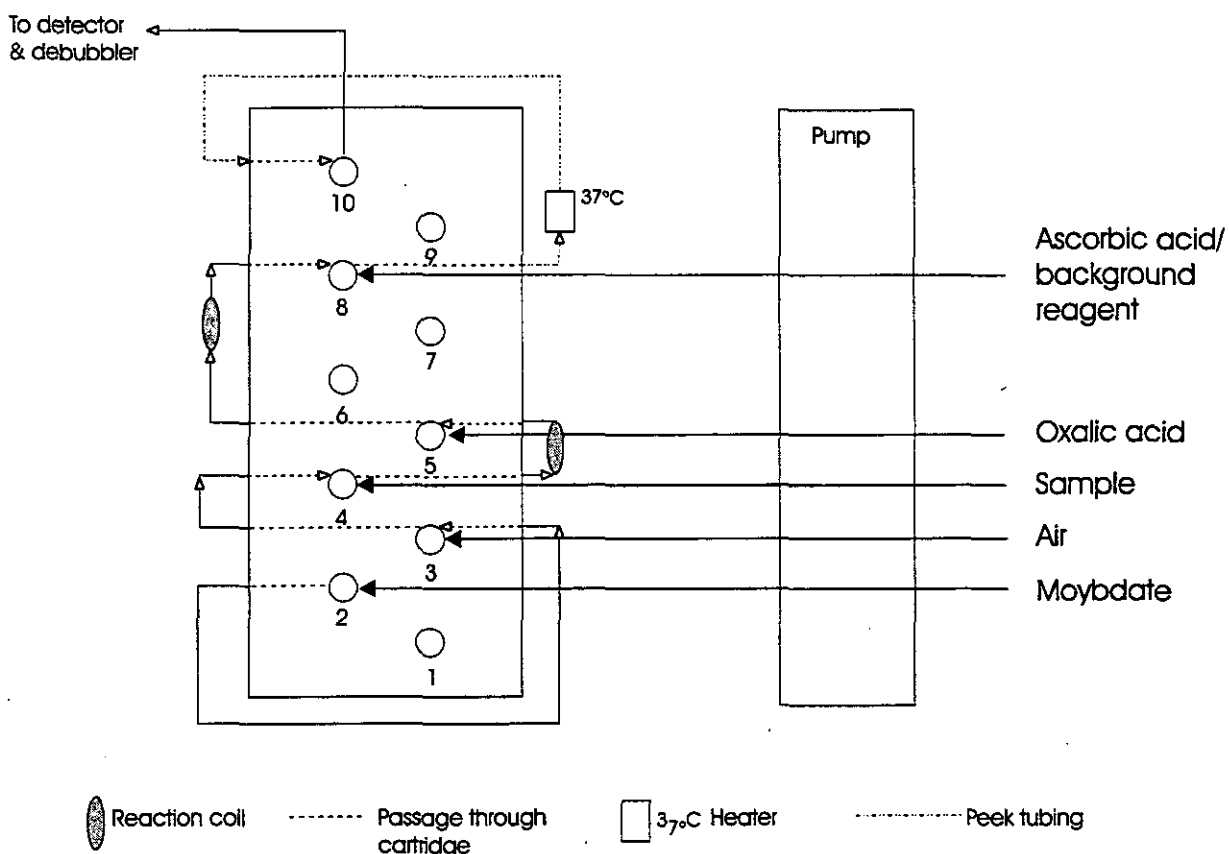 To detector
& debubbler
Pump
10
37°C
9
Ascorbic acid/
background
reagent
8
7
6
Oxalic acid
5
Sample
4
Air
3
Moybdate
2
1
Reaction coil
Passage through
cartridge
37°C Heater
Peek tubing